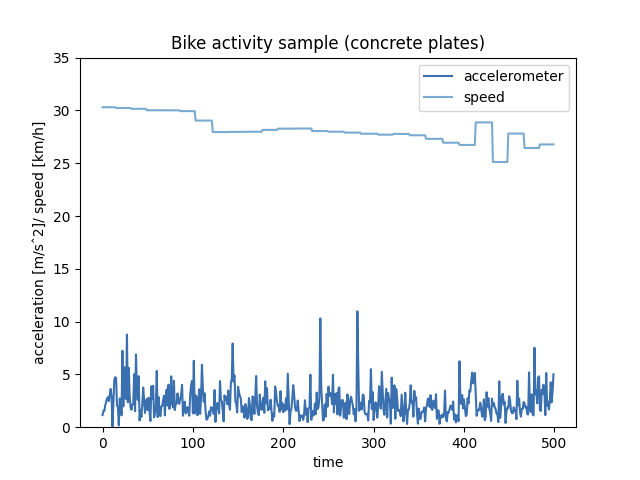 Bike activity sample (concrete plates)
accelerometer
speed
acceleration [m/sˆ2]/ speed [km/h]
35
30
25
20
15
10
5
0
0 100 200 300 400 500
time